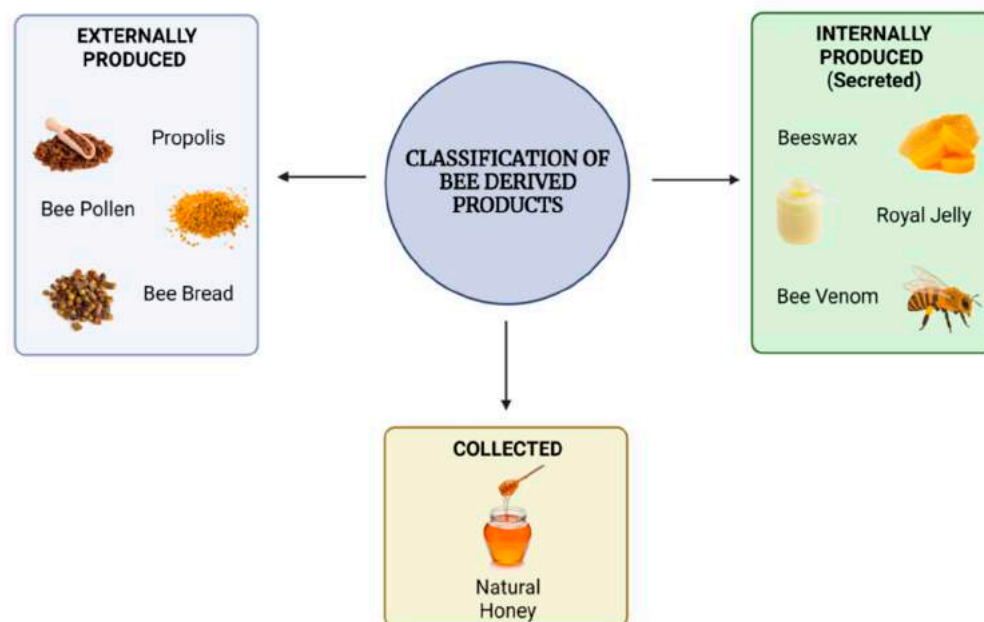 EXTERNALLY
PRODUCED
Propolis
Bee Pollen
Bee Bread
CLASSIFICATION OF
BEE DERIVED
PRODUCTS
INTERNALLY
PRODUCED
(Secreted)
Beeswax
Royal Jelly
Bee Venom
COLLECTED
Natural
Honey